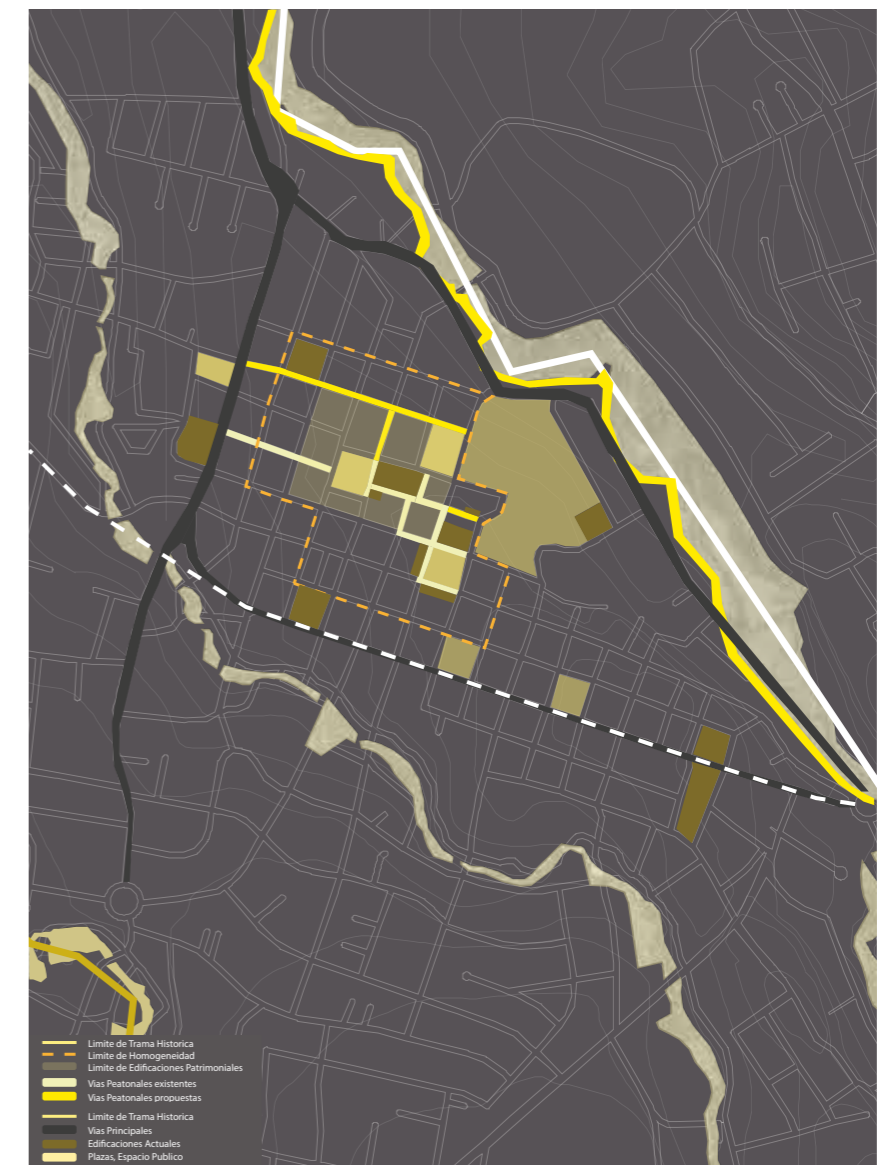 Limite de Trama Historica
Limite de Homogeneidad
Limite de Edificaciones Patrimoniales
Vias Peatonales existentes
Vias Peatonales propuestas
Limite de Trama Historica
Vias Principales
Edificaciones Actuales
Plazas, Espacio Publico